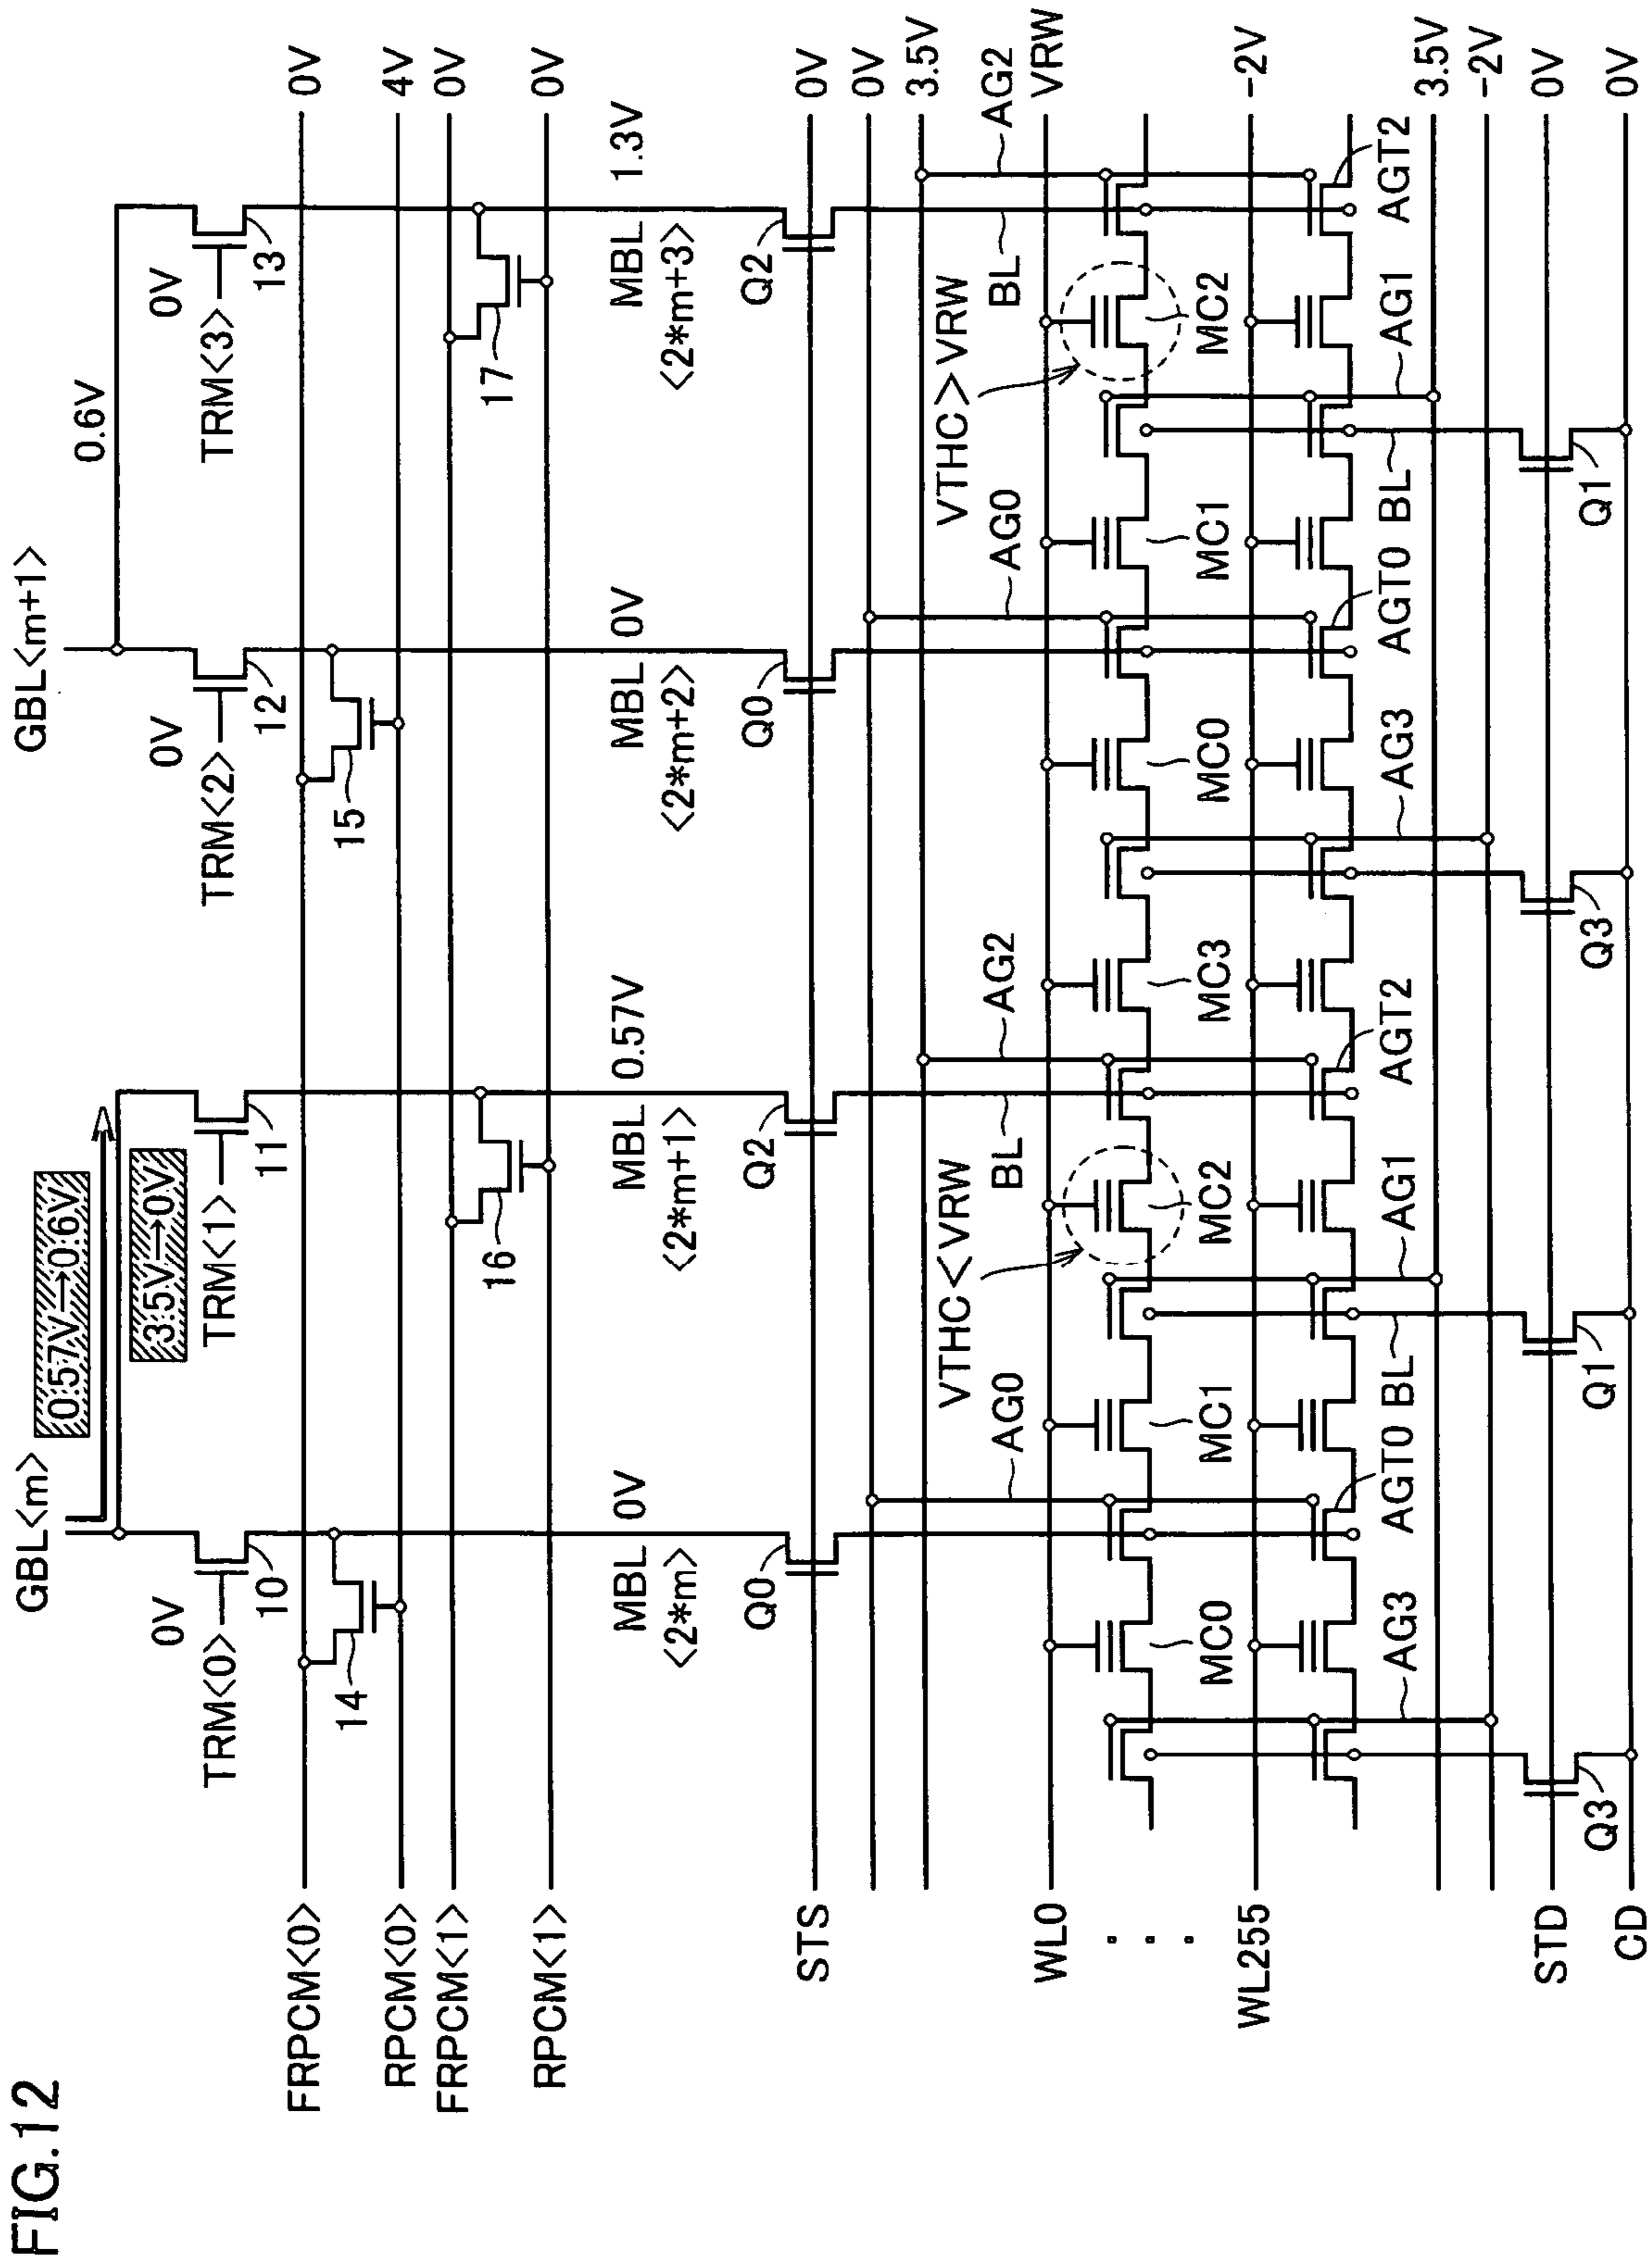 FIG.12
GBL<m>
GBL<m+1>
0.57V→0.6V
0.6V
3.5V→0V
0V
TRM<0>
10
TRM<1>
11
0V
TRM<2>
12
0V
TRM<3>
13
FRPCM<0>
0V
14
15
RPCM<0>
4V
FRPCM<1>
0V
16
17
RPCM<1>
0V
MBL 0V
<2*m>
MBL 0.57V
<2*m+1>
MBL 0V
<2*m+2>
MBL 1.3V
<2*m+3>
Q0
Q2
Q0
Q2
STS
0V
0V
3.5V
AG0
BL
AG2
AG0
BL
AG2
VTHC<VRW
VTHC>VRW
WL0
VRW
MC0
MC1
MC2
MC3
MC0
MC1
MC2
WL255
-2V
AG3
AGT0
BL
AG1
AGT2
AG3
AGT0
BL
AG1
AGT2
3.5V
-2V
STD
0V
Q3
Q1
Q3
Q1
CD
0V